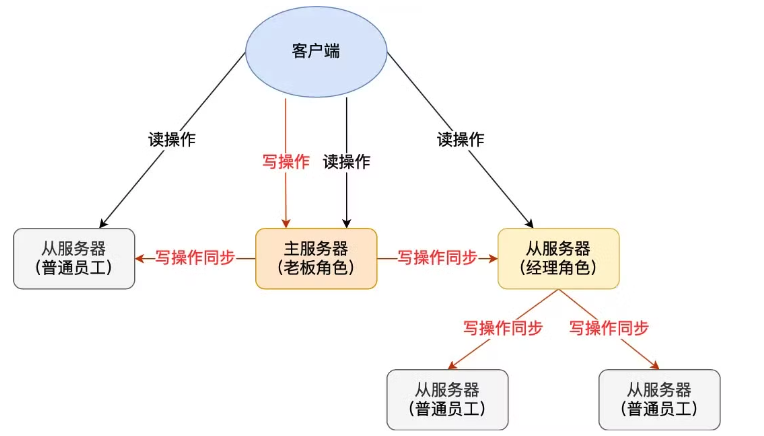 客户端
读操作
写操作
读操作
读操作
从服务器
（普通员工）
写操作同步
主服务器
（老板角色）
写操作同步
从服务器
（经理角色）
写操作同步
写操作同步
从服务器
（普通员工）
从服务器
（普通员工）